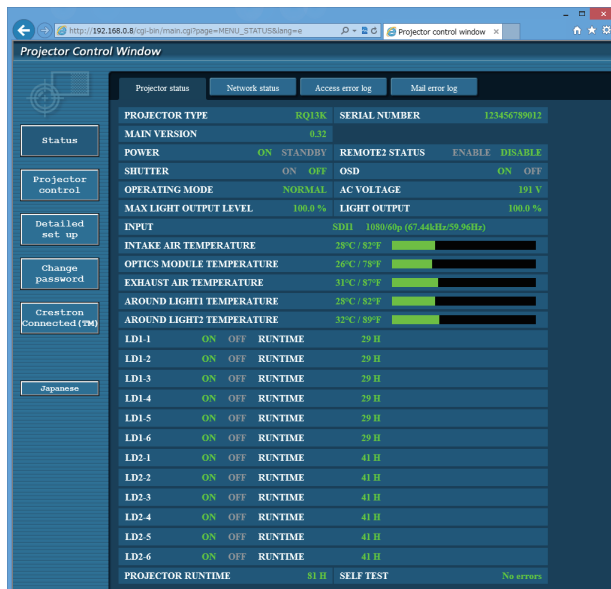 http://192.168.0.8/cgi-bin/main.cgi?page=MENU_STATUS&lang=e Projector control window
Projector Control Window
Projector status Network status Access error log Mail error log
PROJECTOR TYPE RQ13K SERIAL NUMBER 123456789012
MAIN VERSION 0.32
Status
POWER ON STANDBY REMOTE2 STATUS ENABLE DISABLE
SHUTTER ON OFF OSD ON OFF
Projector control
OPERATING MODE NORMAL AC VOLTAGE 191 V
MAX LIGHT OUTPUT LEVEL 100.0 % LIGHT OUTPUT 100.0 %
Detailed set up
INPUT SDI1 1080/60p (67.44kHz/59.96Hz)
INTAKE AIR TEMPERATURE 28°C / 82°F
OPTICS MODULE TEMPERATURE 26°C / 78°F
Change password
EXHAUST AIR TEMPERATURE 31°C / 87°F
AROUND LIGHT1 TEMPERATURE 28°C / 82°F
Crestron Connected(TM)
AROUND LIGHT2 TEMPERATURE 32°C / 89°F
LD1-1 ON OFF RUNTIME 29 H
LD1-2 ON OFF RUNTIME 29 H
LD1-3 ON OFF RUNTIME 29 H
Japanese
LD1-4 ON OFF RUNTIME 29 H
LD1-5 ON OFF RUNTIME 29 H
LD1-6 ON OFF RUNTIME 29 H
LD2-1 ON OFF RUNTIME 41 H
LD2-2 ON OFF RUNTIME 41 H
LD2-3 ON OFF RUNTIME 41 H
LD2-4 ON OFF RUNTIME 41 H
LD2-5 ON OFF RUNTIME 41 H
LD2-6 ON OFF RUNTIME 41 H
PROJECTOR RUNTIME 81 H SELF TEST No errors